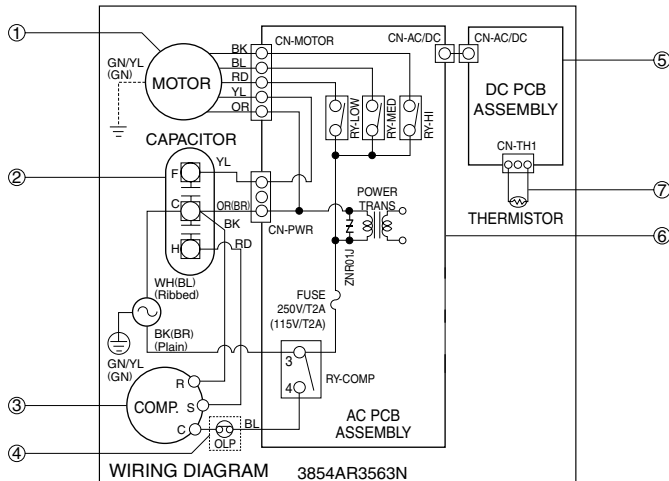 1
BK
CN-MOTOR
CN-AC/DC
CN-AC/DC
BL
GN/YL
(GN)
MOTOR
RD
YL
OR
5
DC PCB
ASSEMBLY
RY-LOW
RY-MED
RY-HI
CAPACITOR
CN-TH1
2
F
YL
C
OR(BR)
CN-PWR
POWER
TRANS
7
THERMISTOR
BK
H
RD
6
ZNR01J
WH(BL)
(Ribbed)
FUSE
250V/T2A
(115V/T2A)
BK(BR)
(Plain)
GN/YL
(GN)
3
RY-COMP
4
R
3
COMP.
S
C
BL
AC PCB
ASSEMBLY
4
OLP
WIRING DIAGRAM
3854AR3563N